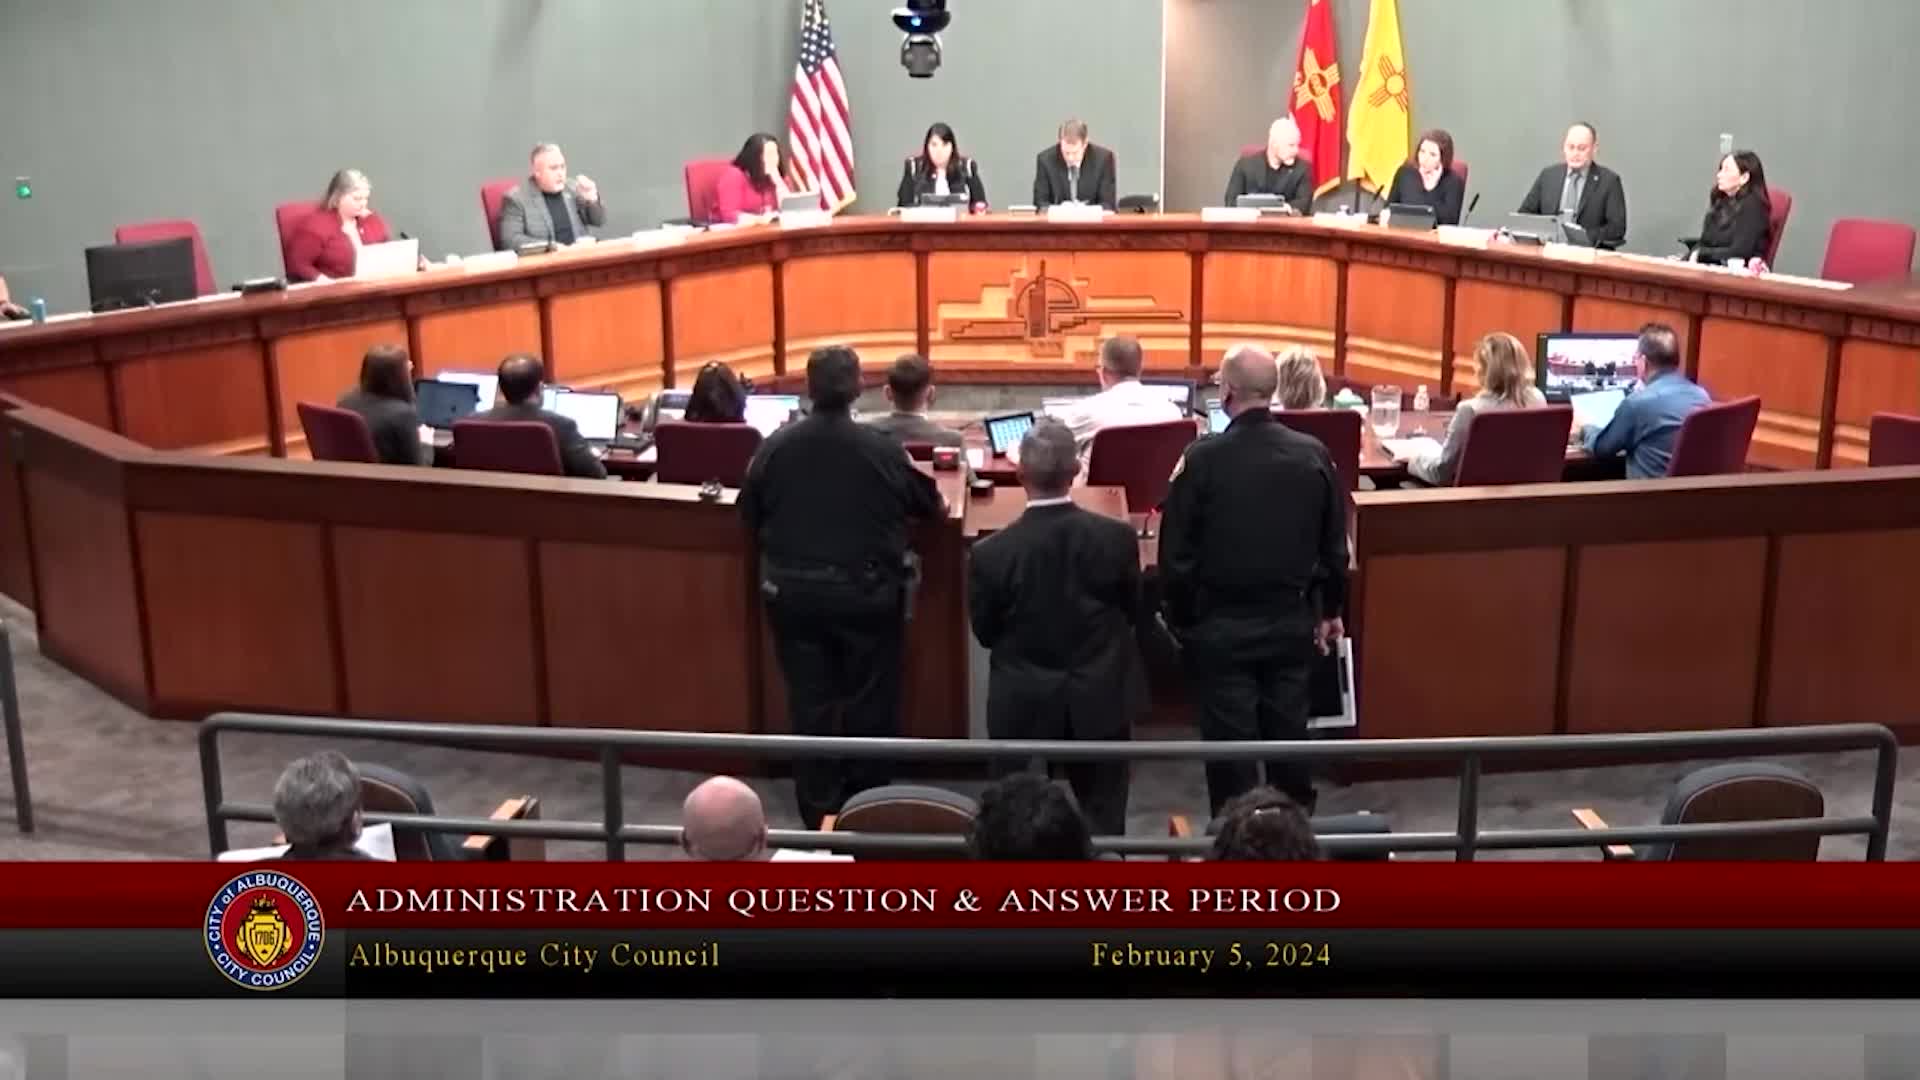 ADMINISTRATION QUESTION & ANSWER PERIOD
Albuquerque City Council
February 5, 2024
CITY of ALBUQUERQUE
1706
CITY COUNCIL